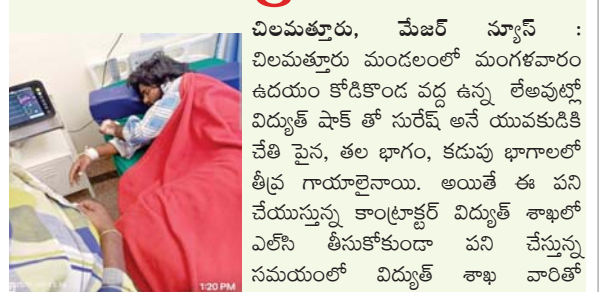 చిలమత్తూరు, మేజర్ న్యూస్ :
చిలమత్తూరు మండలంలో మంగళవారం
ఉదయం కోడికొండ వద్ద ఉన్న లేఅవుట్లో
విద్యుత్ షాక్ తో సురేష్ అనే యువకుడికి
చేతి పైన, తల భాగం, కడుపు భాగాలలో
తీవ్ర గాయాలైనాయి. అయితే ఈ పని
చేయుస్తున్న కాంట్రాక్టర్ విద్యుత్ శాఖలో
ఎల్‌సి తీసుకోకుండా పని చేస్తున్న
సమయంలో విద్యుత్ శాఖ వారితో
1:20 PM